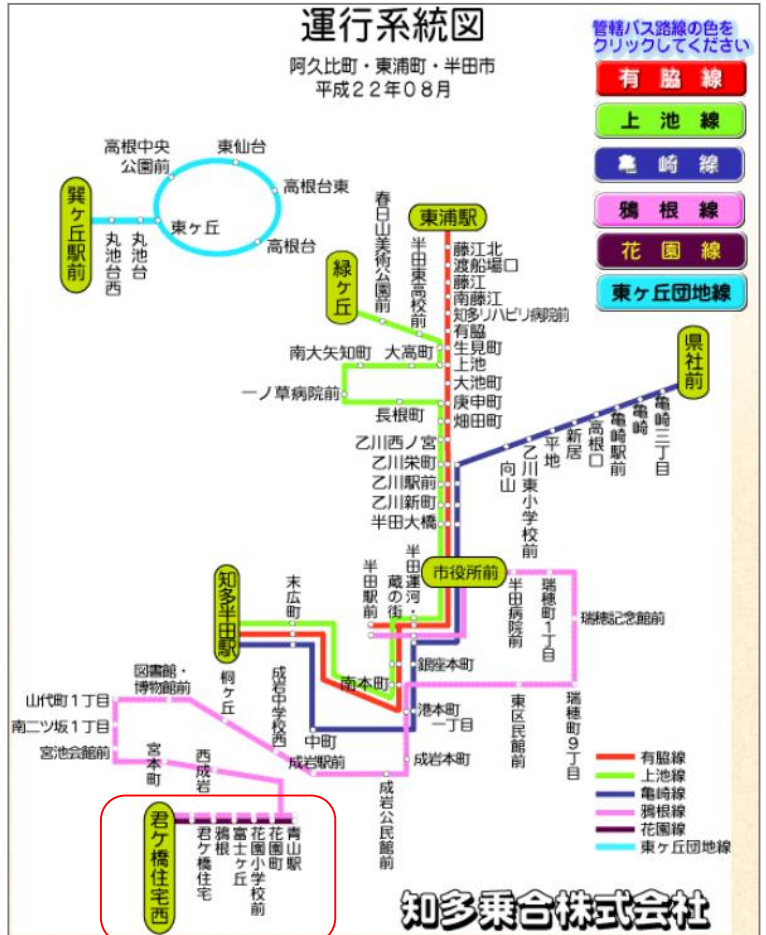 運行系統図
阿久比町・東浦町・半田市
平成22年08月
管轄バス路線の色を
クリックしてください
有脇線
上池線
亀崎線
鴉根線
花園線
東ヶ丘団地線
巽ヶ丘駅前
丸池台西
丸池台
東ヶ丘
高根中央
公園前
東仙台
高根台東
高根台
緑ヶ丘
春日山美術公園前
半田東高校前
東浦駅
藤江北
渡船場口
藤江
南藤江
知多リハビリ病院前
有脇
生見町
上池
大池町
庚申町
畑田町
南大矢知町
大高町
一ノ草病院前
長根町
乙川西ノ宮
乙川栄町
乙川駅前
乙川新町
半田大橋
県社前
亀崎三丁目
亀崎
亀崎駅前
高根口
新居
平地
乙川東小学校前
向山
市役所前
半田病院前
瑞穂町1丁目
瑞穂記念館前
瑞穂町9丁目
東区民館前
知多半田駅
末広町
半田駅前
蔵の街
半田運河・
銀座本町
南本町
港本町
一丁目
中町
成岩本町
成岩公民館前
成岩駅前
成岩中学校西
桐ヶ丘
図書館・
博物館前
山代町1丁目
南二ツ坂1丁目
宮池会館前
宮本町
西成岩
君ケ橋住宅西
君ケ橋住宅
鴉根
富士ヶ丘
花園小学校前
花園町
青山駅
有脇線
上池線
亀崎線
鴉根線
花園線
東ヶ丘団地線
知多乗合株式会社